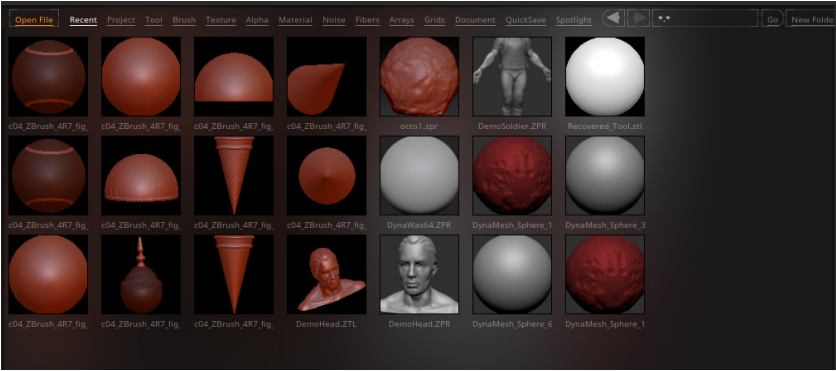 Open File Recent Project Tool Brush Texture Alpha Material Noise Fibers Arrays Grids Document QuickSave Spotlight *.* Go New Folde
c04_ZBrush_4R7_fig_ c04_ZBrush_4R7_fig_ c04_ZBrush_4R7_fig_ c04_ZBrush_4R7_fig_ octo1.zpr DemoSoldier.ZPR Recovered_Tool.ztl
c04_ZBrush_4R7_fig_ c04_ZBrush_4R7_fig_ c04_ZBrush_4R7_fig_ c04_ZBrush_4R7_fig_ DynaWax64.ZPR DynaMesh_Sphere_1 DynaMesh_Sphere_3
c04_ZBrush_4R7_fig_ c04_ZBrush_4R7_fig_ c04_ZBrush_4R7_fig_ DemoHead.ZTL DemoHead.ZPR DynaMesh_Sphere_6 DynaMesh_Sphere_1